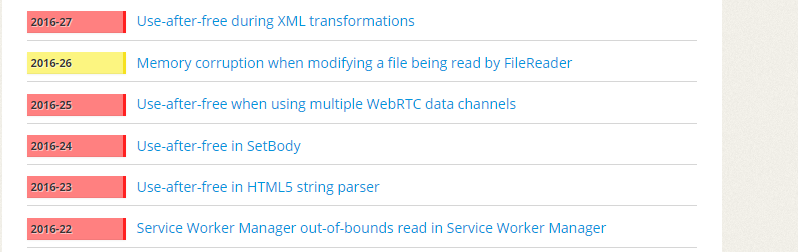 2016-27 Use-after-free during XML transformations
2016-26 Memory corruption when modifying a file being read by FileReader
2016-25 Use-after-free when using multiple WebRTC data channels
2016-24 Use-after-free in SetBody
2016-23 Use-after-free in HTML5 string parser
2016-22 Service Worker Manager out-of-bounds read in Service Worker Manager